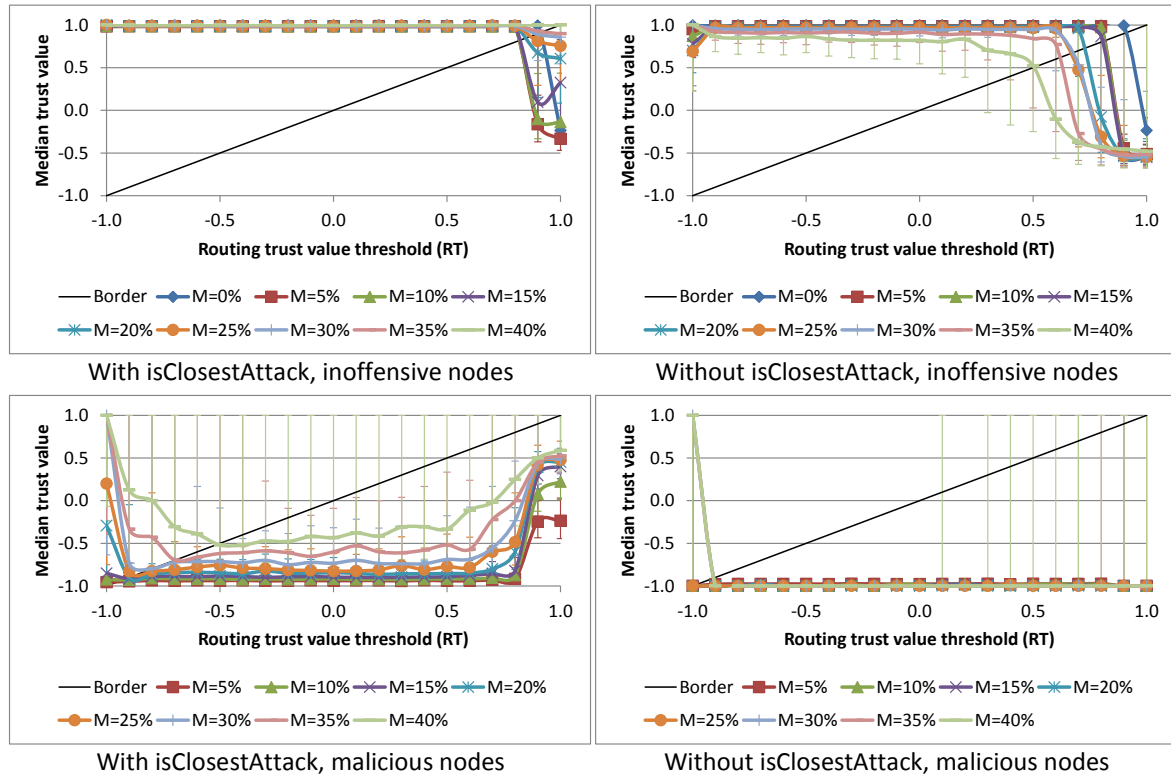 1.0
0.5
0.0
-0.5
-1.0
Median trust value
-1.0 -0.5 0.0 0.5 1.0
Routing trust value threshold (RT)
Border M=0% M=5% M=10% M=15%
M=20% M=25% M=30% M=35% M=40%
With isClosestAttack, inoffensive nodes
1.0
0.5
0.0
-0.5
-1.0
Median trust value
-1.0 -0.5 0.0 0.5 1.0
Routing trust value threshold (RT)
Border M=0% M=5% M=10% M=15%
M=20% M=25% M=30% M=35% M=40%
Without isClosestAttack, inoffensive nodes
1.0
0.5
0.0
-0.5
-1.0
Median trust value
-1.0 -0.5 0.0 0.5 1.0
Routing trust value threshold (RT)
Border M=5% M=10% M=15% M=20%
M=25% M=30% M=35% M=40%
With isClosestAttack, malicious nodes
1.0
0.5
0.0
-0.5
-1.0
Median trust value
-1.0 -0.5 0.0 0.5 1.0
Routing trust value threshold (RT)
Border M=5% M=10% M=15% M=20%
M=25% M=30% M=35% M=40%
Without isClosestAttack, malicious nodes